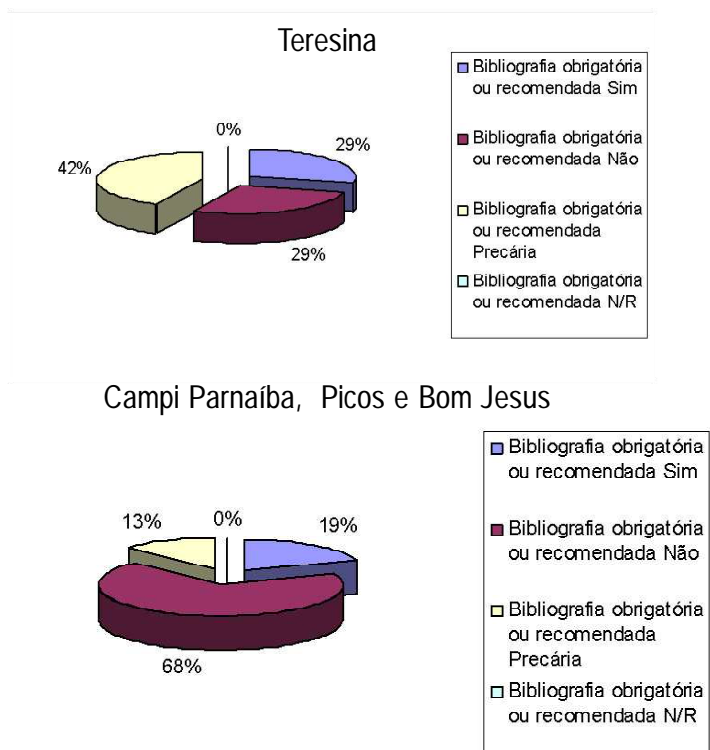 Teresina
0%
29%
42%
29%
Bibliografia obrigatória
ou recomendada Sim
Bibliografia obrigatória
ou recomendada Não
Bibliografia obrigatória
ou recomendada
Precária
Bibliografia obrigatória
ou recomendada N/R
Campi Parnaíba, Picos e Bom Jesus
13%
0%
19%
68%
Bibliografia obrigatória
ou recomendada Sim
Bibliografia obrigatória
ou recomendada Não
Bibliografia obrigatória
ou recomendada
Precária
Bibliografia obrigatória
ou recomendada N/R